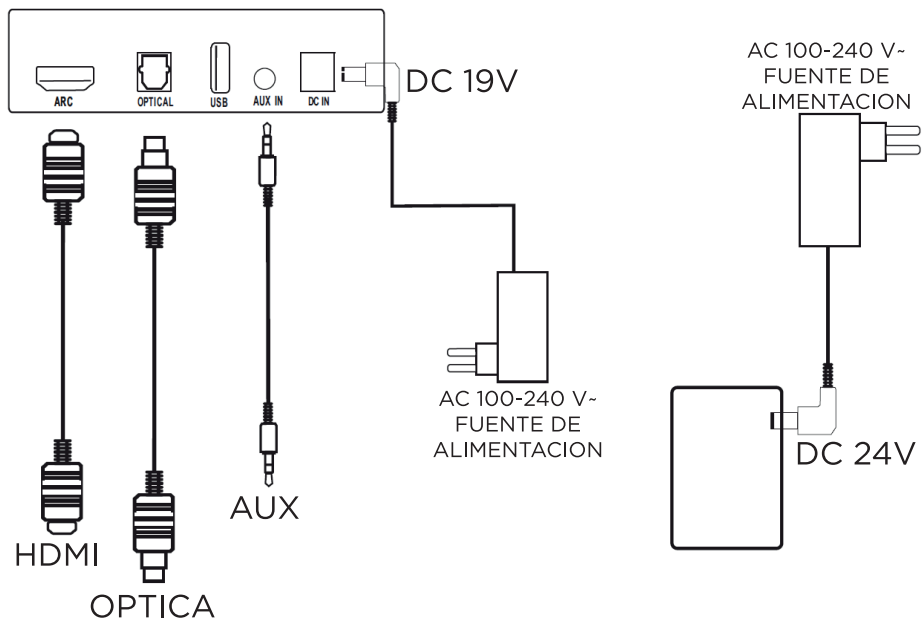 ARC
OPTICAL
USB
AUX IN
DC IN
DC 19V
HDMI
OPTICA
AUX
AC 100-240 V~
FUENTE DE
ALIMENTACION
AC 100-240 V~
FUENTE DE
ALIMENTACION
DC 24V